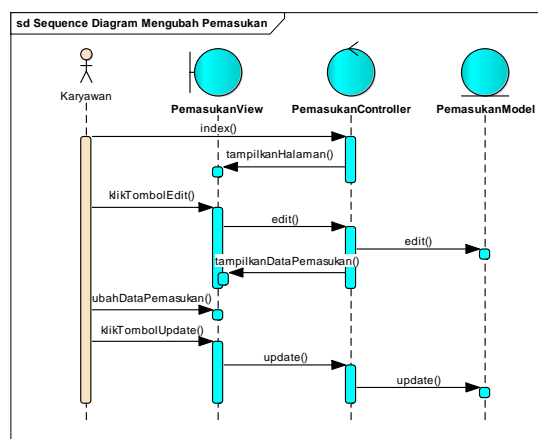 sd Sequence Diagram Mengubah Pemasukan
Karyawan
PemasukanView
PemasukanController
PemasukanModel
index()
tampilkanHalaman()
klikTombolEdit()
edit()
edit()
tampilkanDataPemasukan()
ubahDataPemasukan()
klikTombolUpdate()
update()
update()